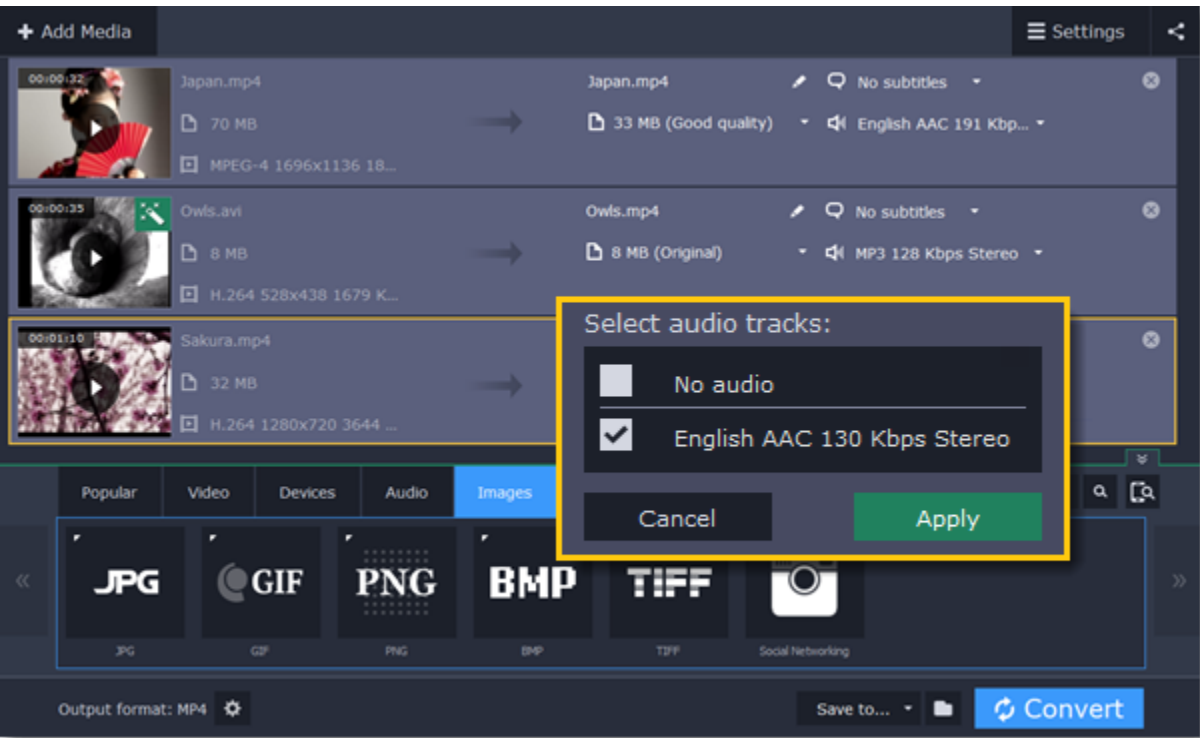 Add Media
Settings
00:00:32
Japan.mp4
Japan.mp4
No subtitles
70 MB
33 MB (Good quality)
English AAC 191 Kbp...
MPEG-4 1696x1136 18...
00:00:35
Owls.avi
Owls.mp4
No subtitles
8 MB
8 MB (Original)
MP3 128 Kbps Stereo
H.264 528x438 1679 K...
00:01:10
Sakura.mp4
32 MB
H.264 1280x720 3644 ...
Select audio tracks:
No audio
English AAC 130 Kbps Stereo
Cancel
Apply
Popular
Video
Devices
Audio
Images
JPG
GIF
PNG
BMP
TIFF
JPG
GIF
PNG
BMP
TIFF
Social Networking
Output format: MP4
Save to...
Convert